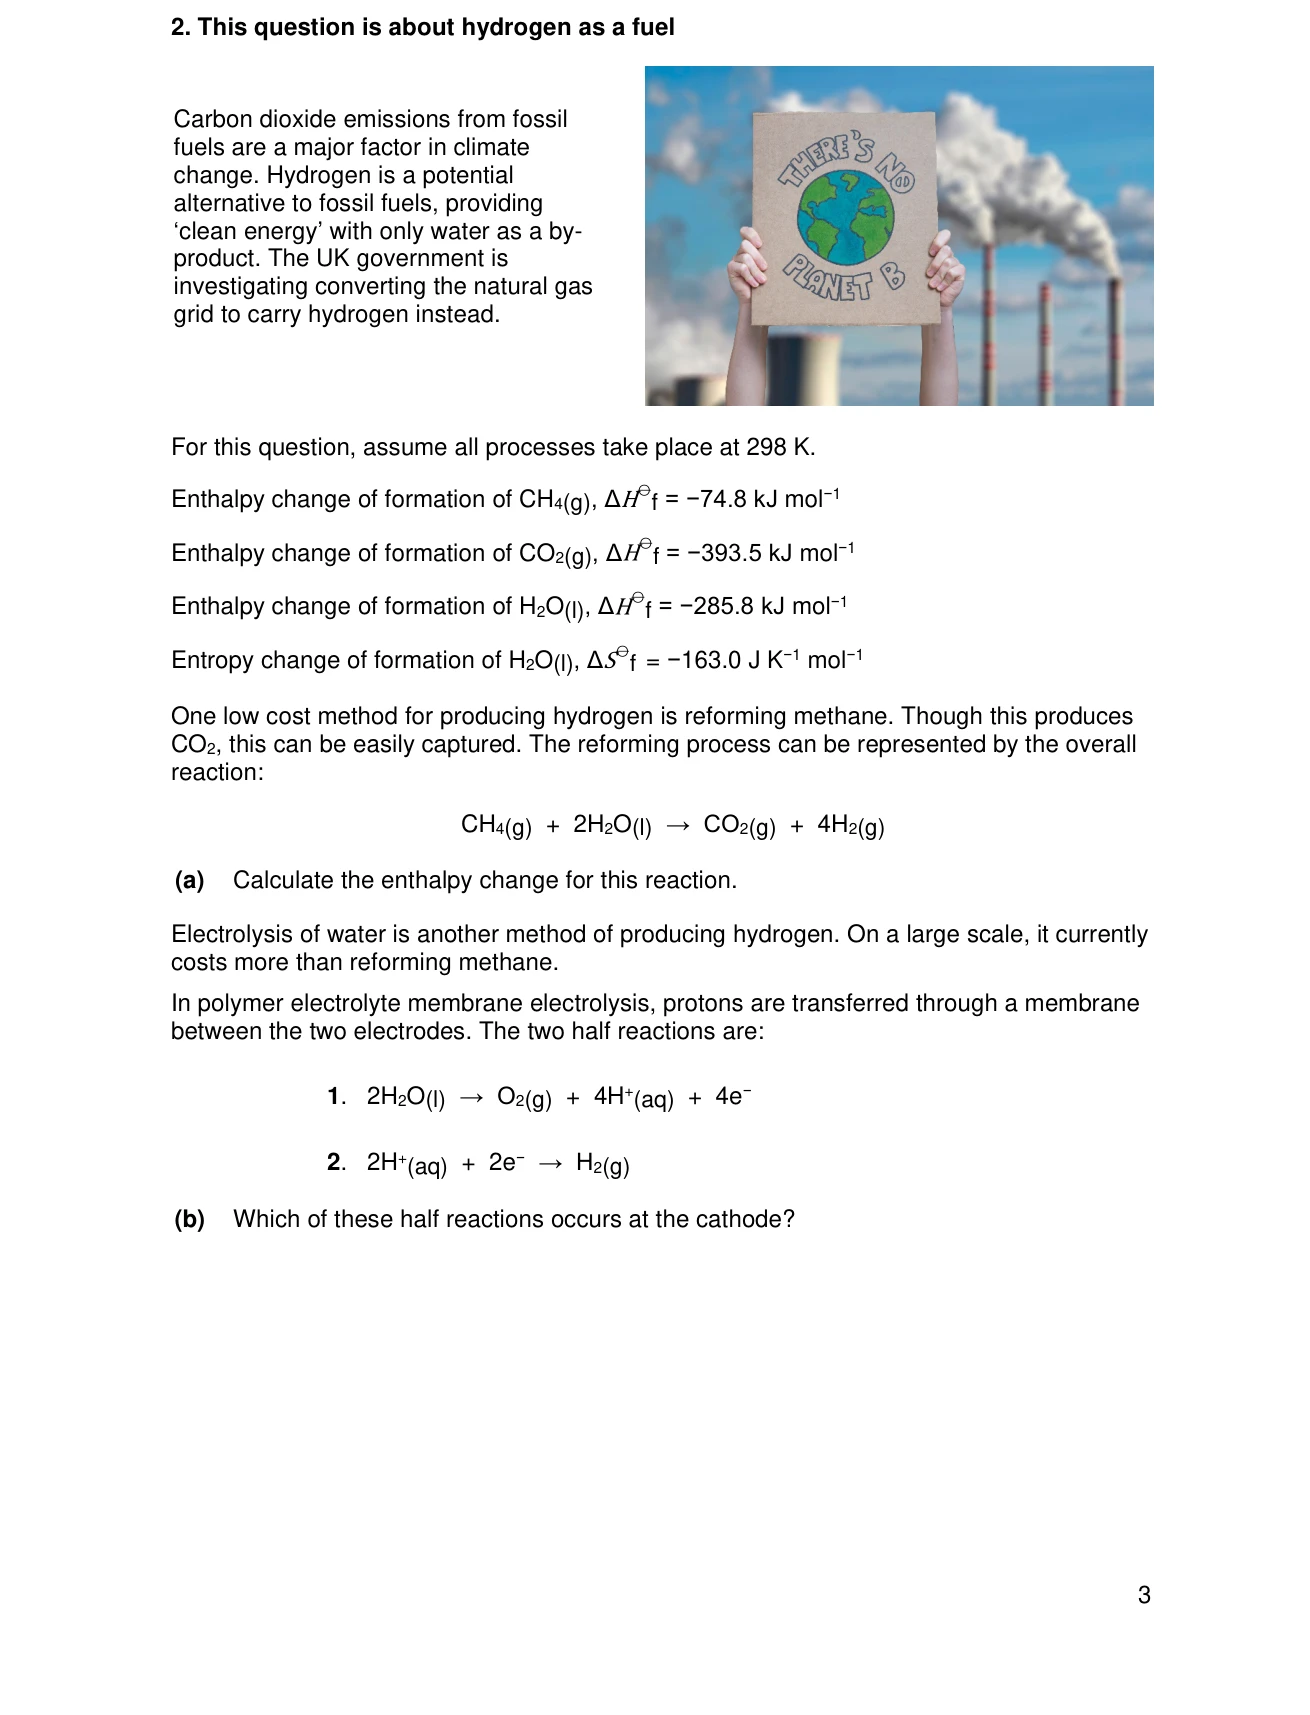 2. This question is about hydrogen as a fuel
Carbon dioxide emissions from fossil
fuels are a major factor in climate
change. Hydrogen is a potential
alternative to fossil fuels, providing
‘clean energy’ with only water as a by-
product. The UK government is
investigating converting the natural gas
grid to carry hydrogen instead.
THERE'S NO
PLANET B
For this question, assume all processes take place at 298 K.
Enthalpy change of formation of CH₄(g), ΔH⦵f = −74.8 kJ mol⁻¹
Enthalpy change of formation of CO₂(g), ΔH⦵f = −393.5 kJ mol⁻¹
Enthalpy change of formation of H₂O(l), ΔH⦵f = −285.8 kJ mol⁻¹
Entropy change of formation of H₂O(l), ΔS⦵f = −163.0 J K⁻¹ mol⁻¹
One low cost method for producing hydrogen is reforming methane. Though this produces
CO₂, this can be easily captured. The reforming process can be represented by the overall
reaction:
CH₄(g) + 2H₂O(l) → CO₂(g) + 4H₂(g)
(a) Calculate the enthalpy change for this reaction.
Electrolysis of water is another method of producing hydrogen. On a large scale, it currently
costs more than reforming methane.
In polymer electrolyte membrane electrolysis, protons are transferred through a membrane
between the two electrodes. The two half reactions are:
1. 2H₂O(l) → O₂(g) + 4H⁺(aq) + 4e⁻
2. 2H⁺(aq) + 2e⁻ → H₂(g)
(b) Which of these half reactions occurs at the cathode?
3